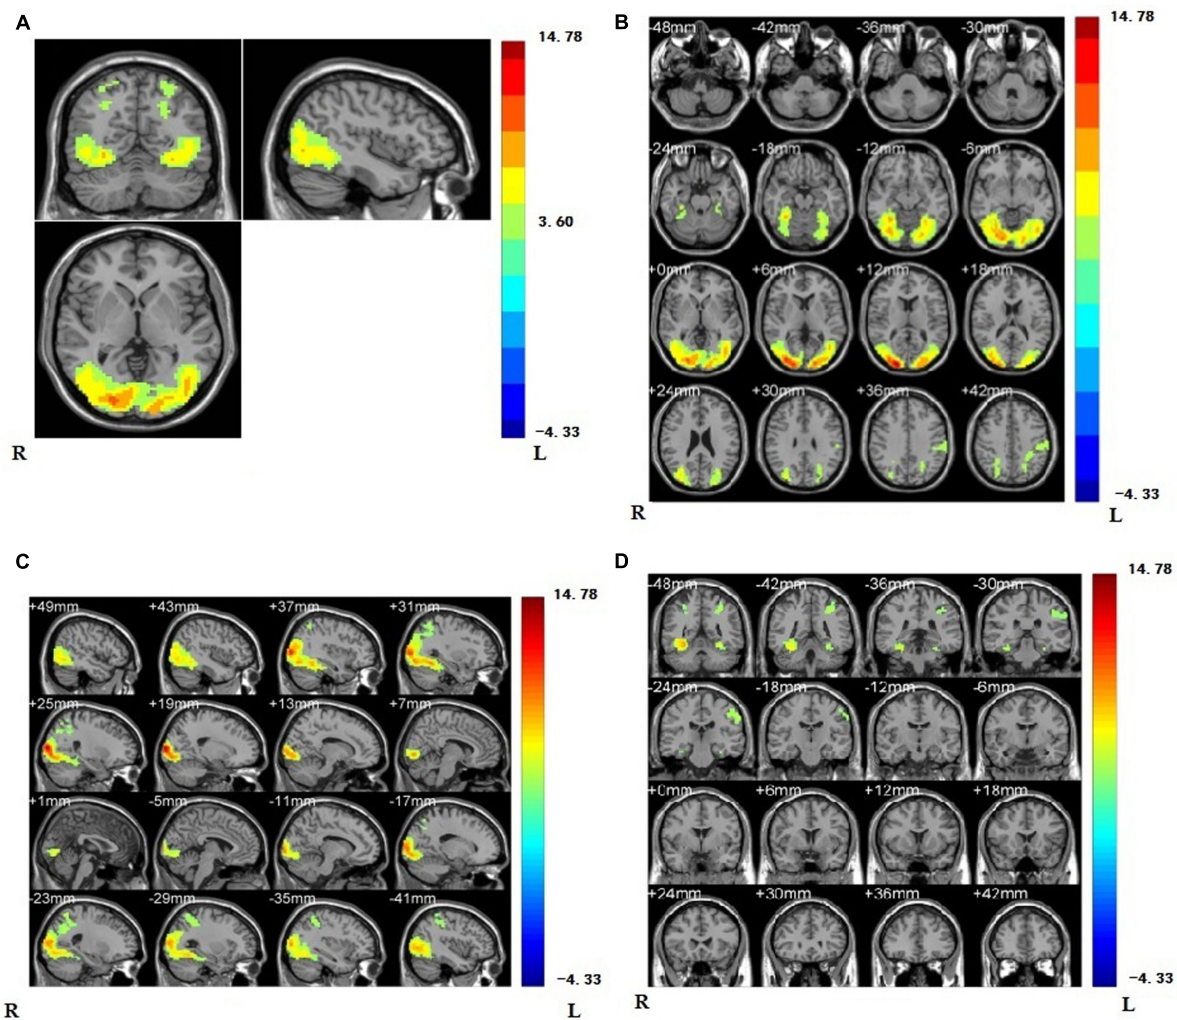 A
14.78
3.60
-4.33
R
L
B
-48mm -42mm -36mm -30mm
-24mm -18mm -12mm -6mm
+0mm +6mm +12mm +18mm
+24mm +30mm +36mm +42mm
14.78
-4.33
R
L
C
+49mm +43mm +37mm +31mm
+25mm +19mm +13mm +7mm
+1mm -5mm -11mm -17mm
-23mm -29mm -35mm -41mm
14.78
-4.33
R
L
D
-48mm -42mm -36mm -30mm
-24mm -18mm -12mm -6mm
+0mm +6mm +12mm +18mm
+24mm +30mm +36mm +42mm
14.78
-4.33
R
L